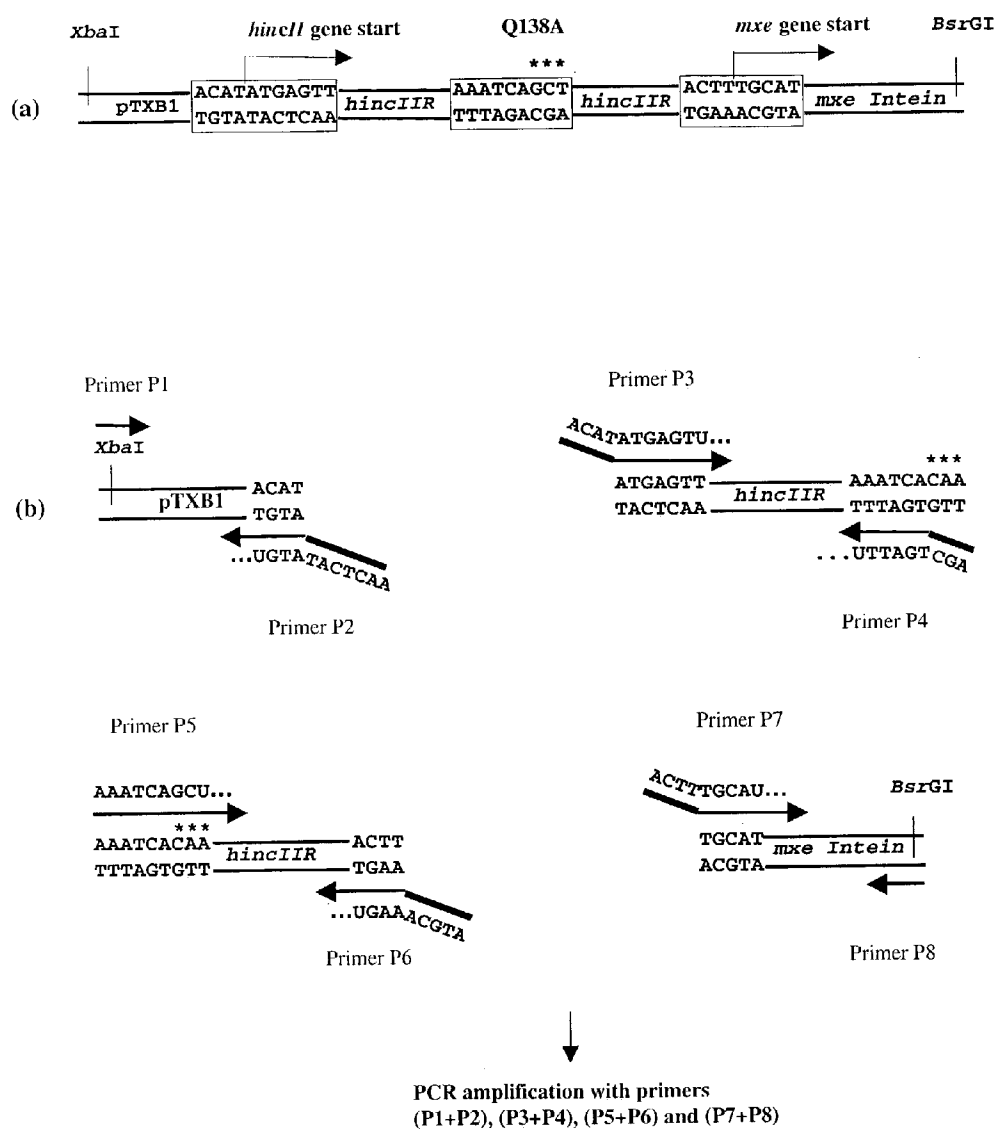 XbaI hincII gene start Q138A mxe gene start BsrGI
***
(a)
pTXB1 ACATATGAGTT hincIIR AAATCAGCT hincIIR ACTTTGCAT mxe Intein
TGTATACTCAA TTTAGACGA TGAAACGTA
Primer P1
XbaI
(b)
pTXB1 ACAT
TGTA
...UGTATACTCAA
Primer P2
Primer P3
ACATATGAGTU...
***
ATGAGTT hincIIR AAATCACAA
TACTCAA TTTAGTGTT
...UTTAGTCGA
Primer P4
Primer P5
AAATCAGCU...
***
AAATCACAA hincIIR ACTT
TTTAGTGTT TGAA
...UGAAACGTA
Primer P6
Primer P7
ACTTTGCAU...
BsrGI
TGCAT mxe Intein
ACGTA
Primer P8
PCR amplification with primers
(P1+P2), (P3+P4), (P5+P6) and (P7+P8)